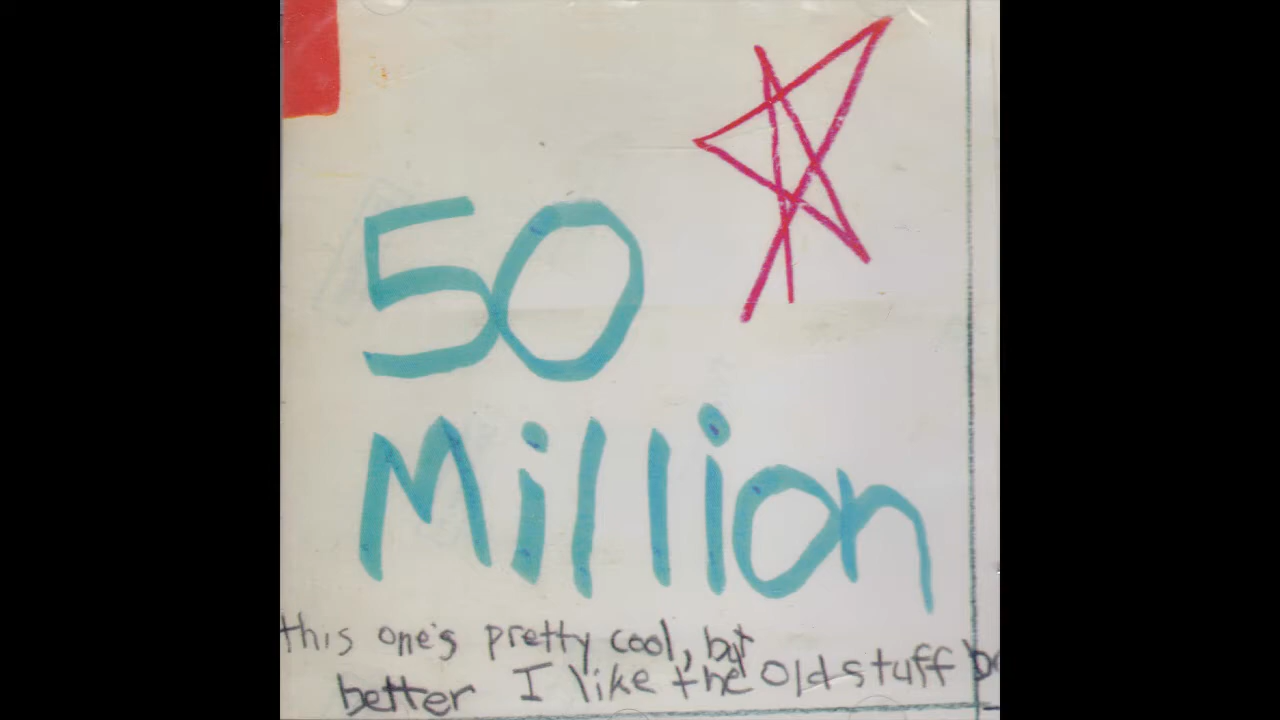 50
Million
this one's pretty cool, but
I like the old stuff
better